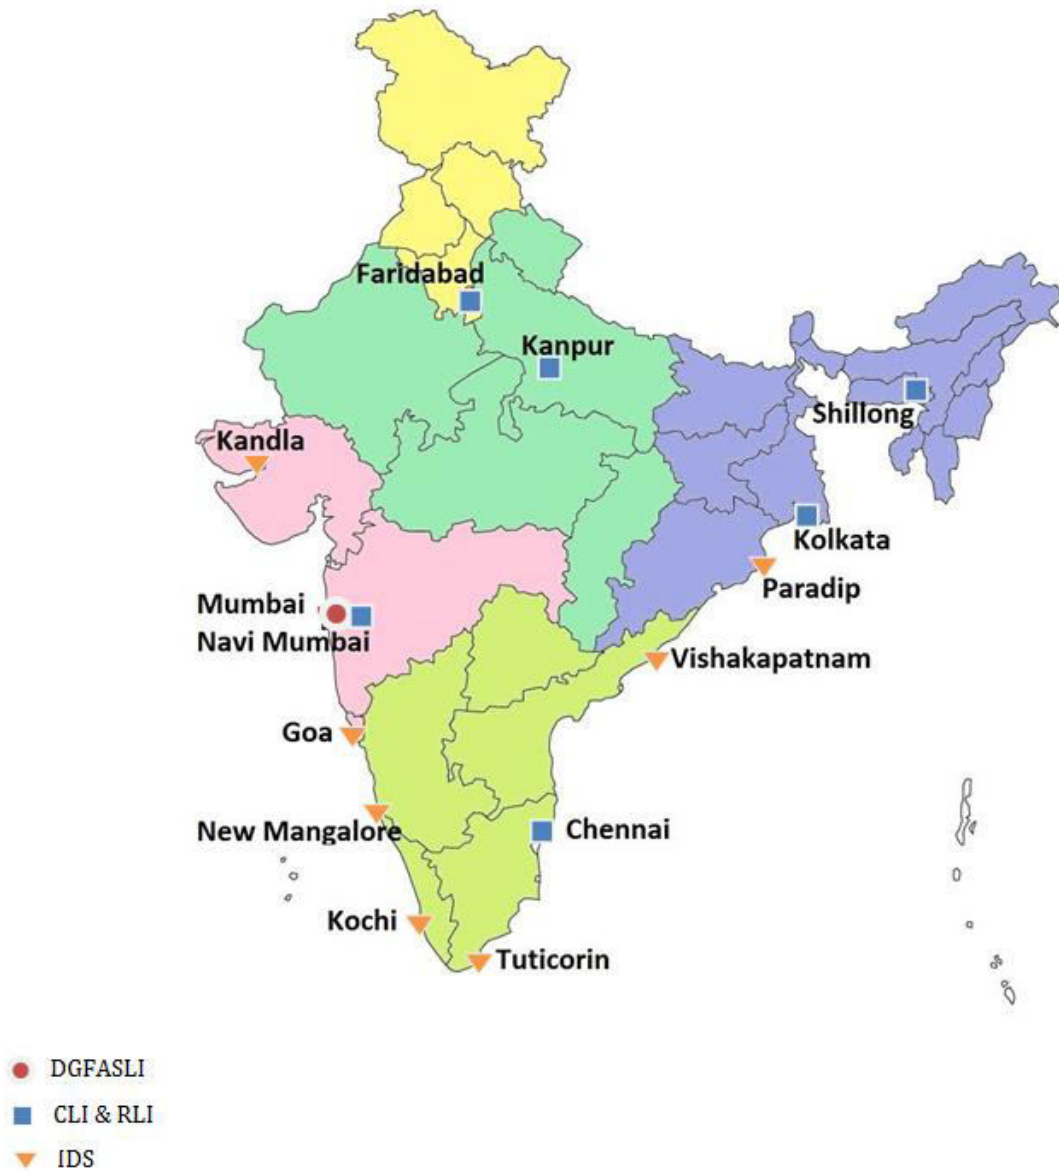 Faridabad
Kanpur
Shillong
Kandla
Kolkata
Paradip
Mumbai
Navi Mumbai
Vishakapatnam
Goa
New Mangalore
Chennai
Kochi
Tuticorin
DGFASLI
CLI & RLI
IDS